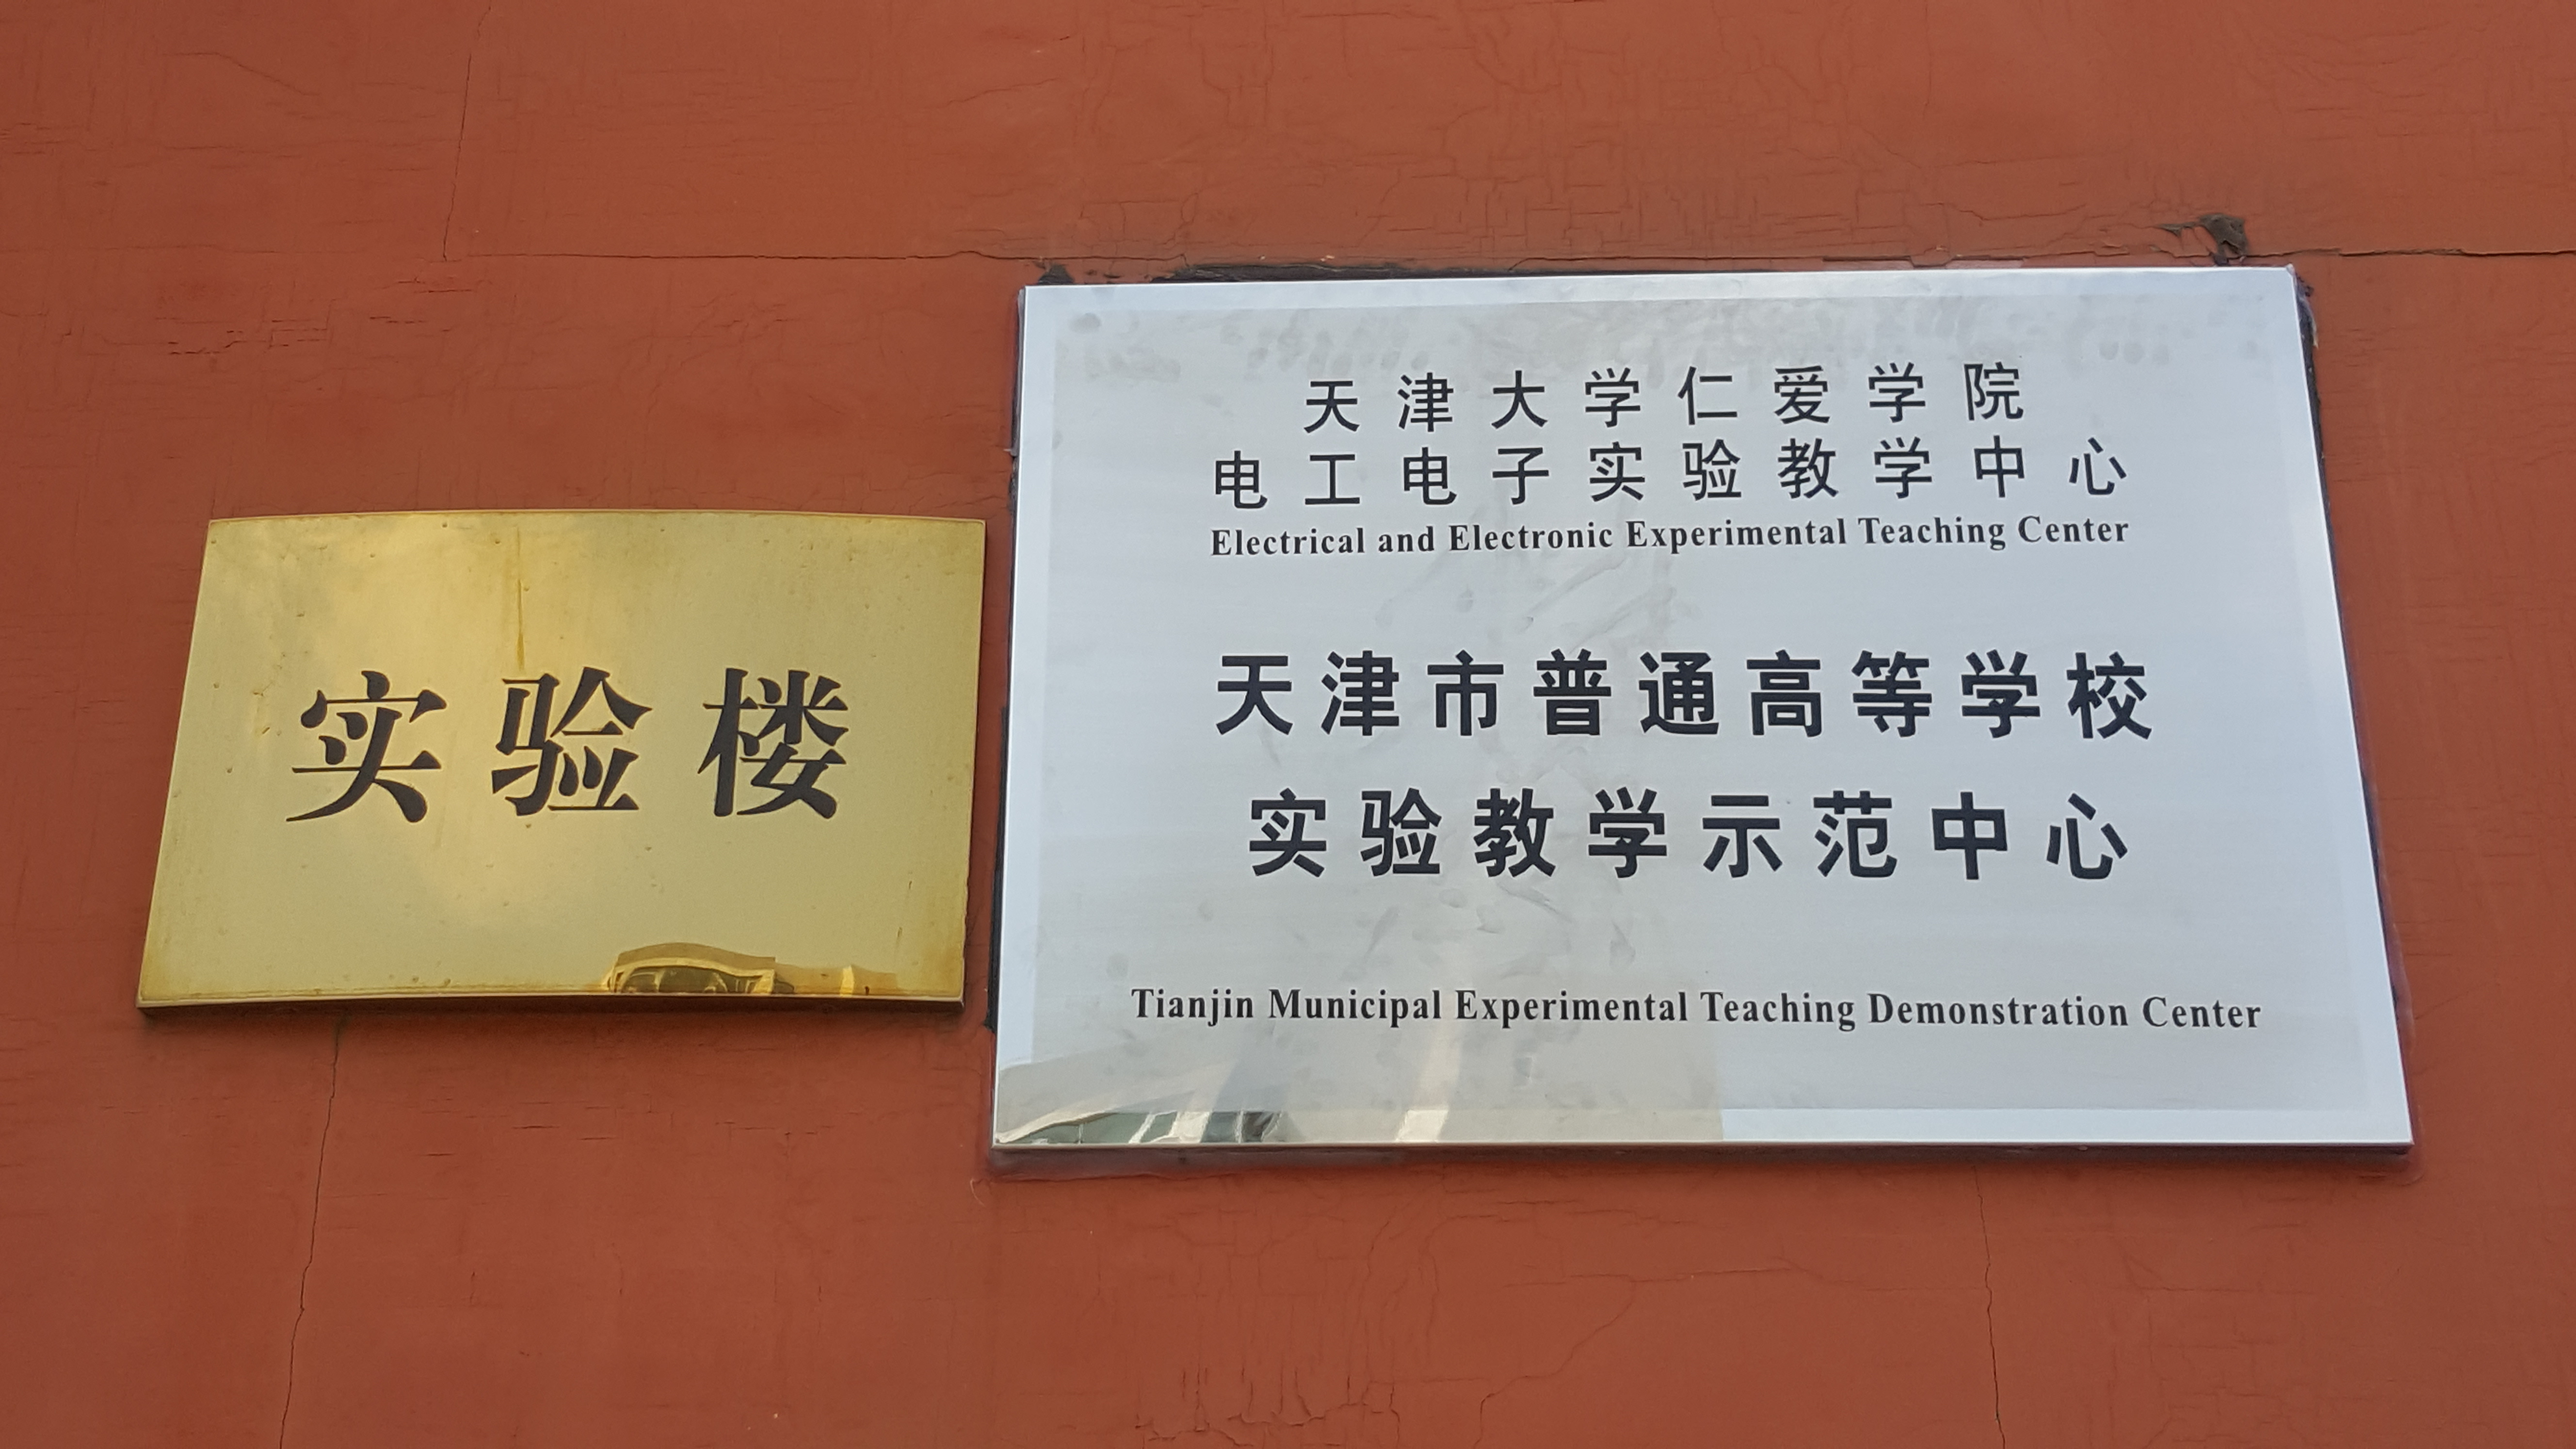 实验楼
天津大学仁爱学院
电工电子实验教学中心
Electrical and Electronic Experimental Teaching Center
天津市普通高等学校
实验教学示范中心
Tianjin Municipal Experimental Teaching Demonstration Center